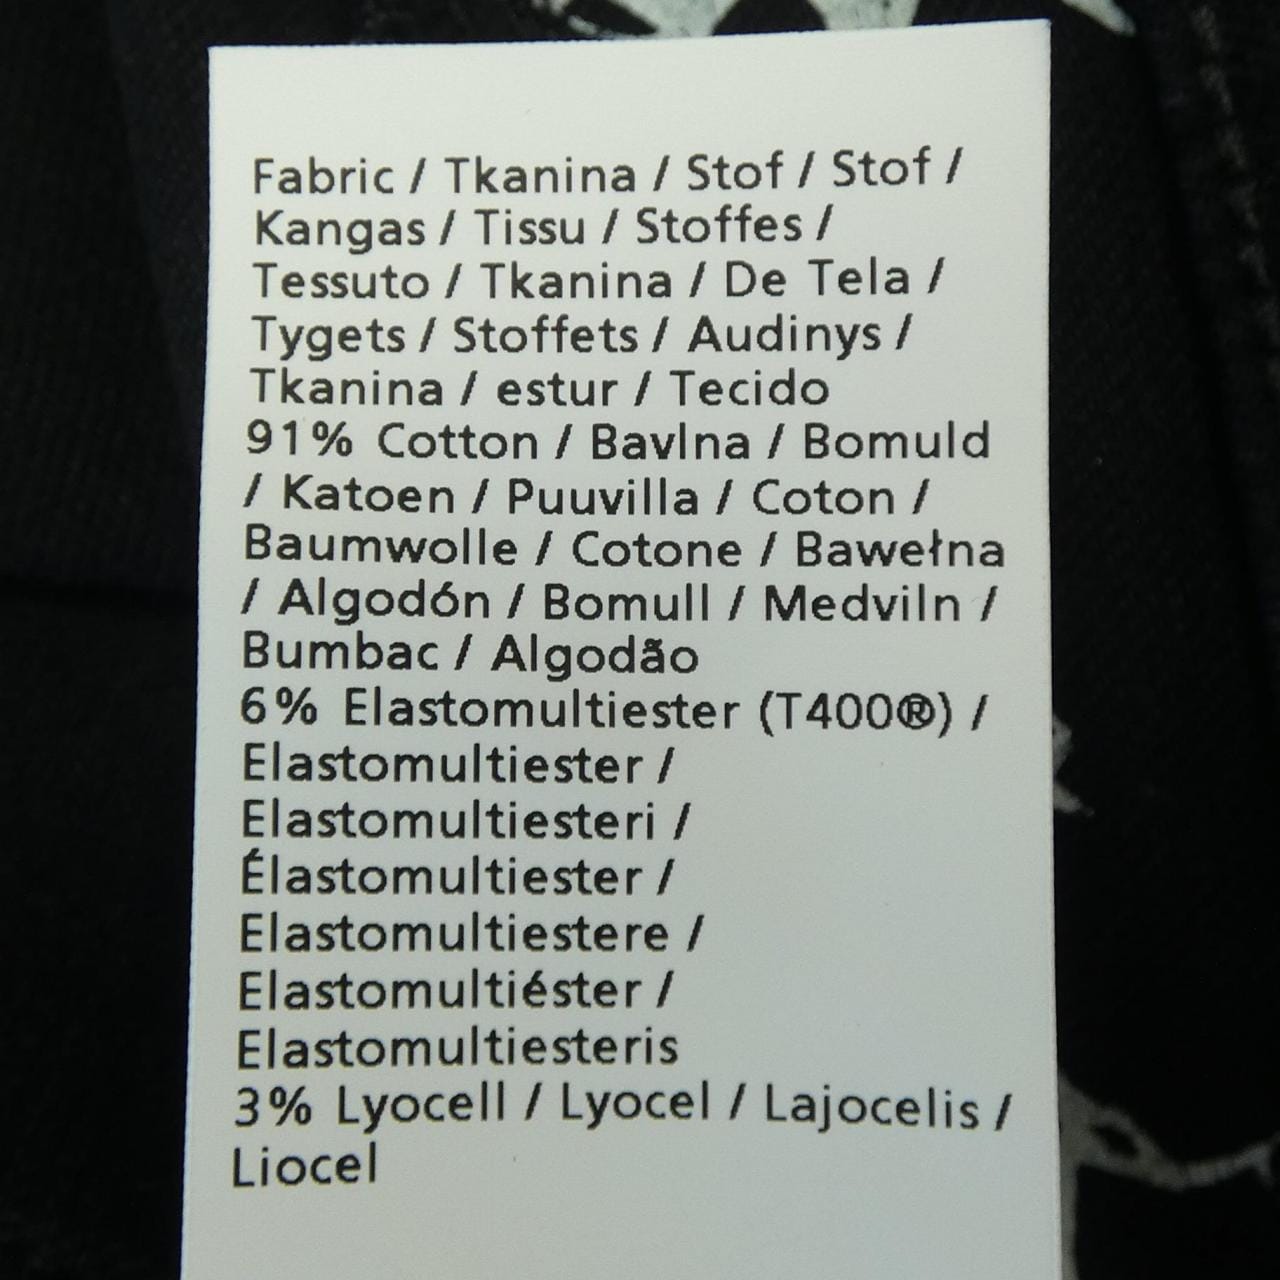 Fabric / Tkanina / Stof / Stof /
Kangas / Tissu / Stoffes /
Tessuto / Tkanina / De Tela /
Tygets / Stoffets / Audinys /
Tkanina / estur / Tecido
91% Cotton / Bavlna / Bomuld
/ Katoen / Puuvilla / Coton /
Baumwolle / Cotone / Bawełna
/ Algodón / Bomull / Medviln /
Bumbac / Algodão
6% Elastomultiester (T400®) /
Elastomultiester /
Elastomultiesteri /
Élastomultiester /
Elastomultiestere /
Elastomultiéster /
Elastomultiesteris
3% Lyocell / Lyocel / Lajocelis /
Liocel